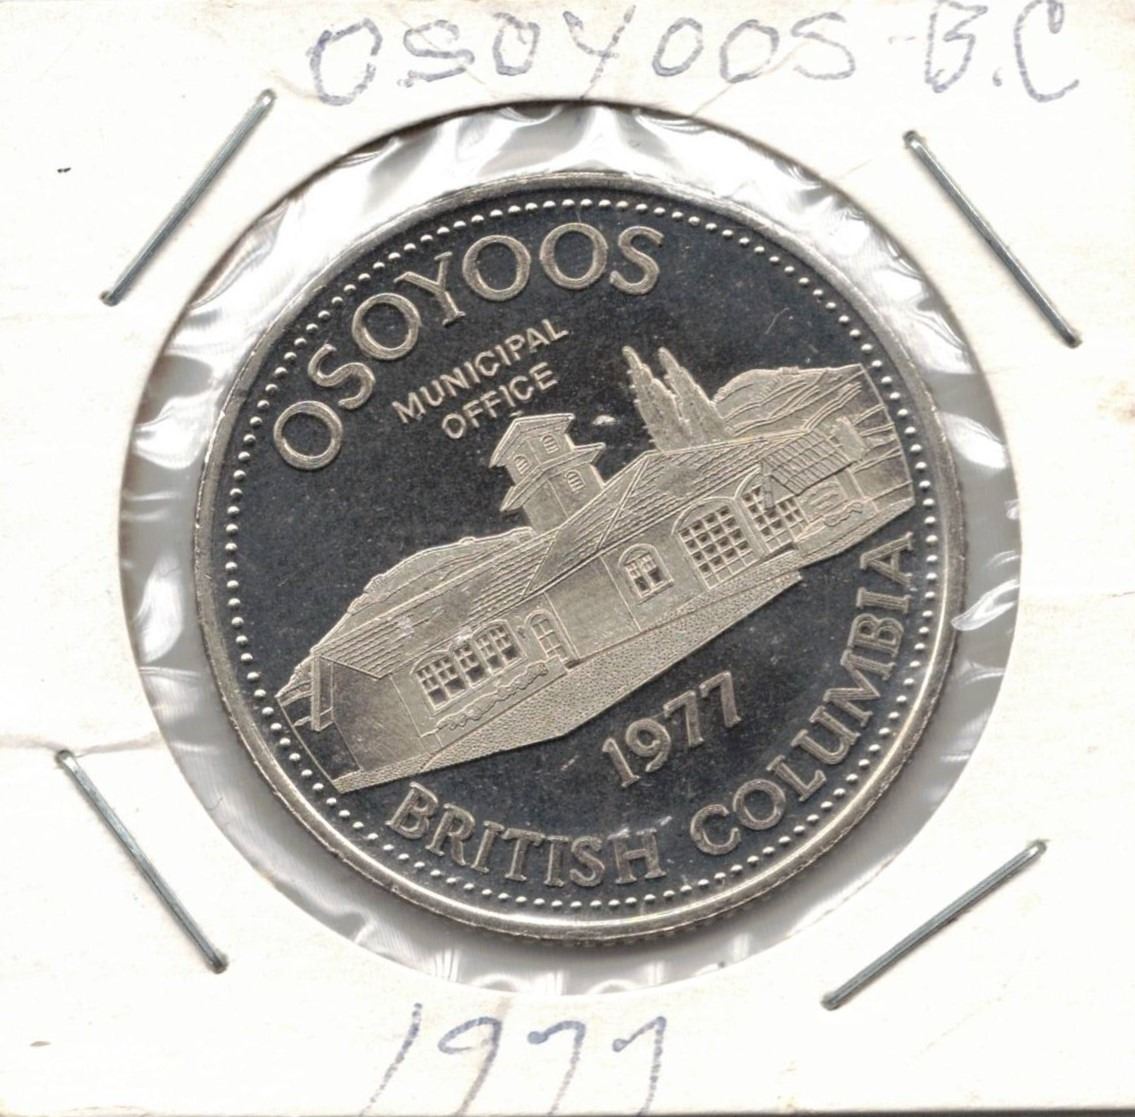 OSOYOOS-B.C
OSOYOOS
MUNICIPAL
OFFICE
1977
BRITISH COLUMBIA
1977